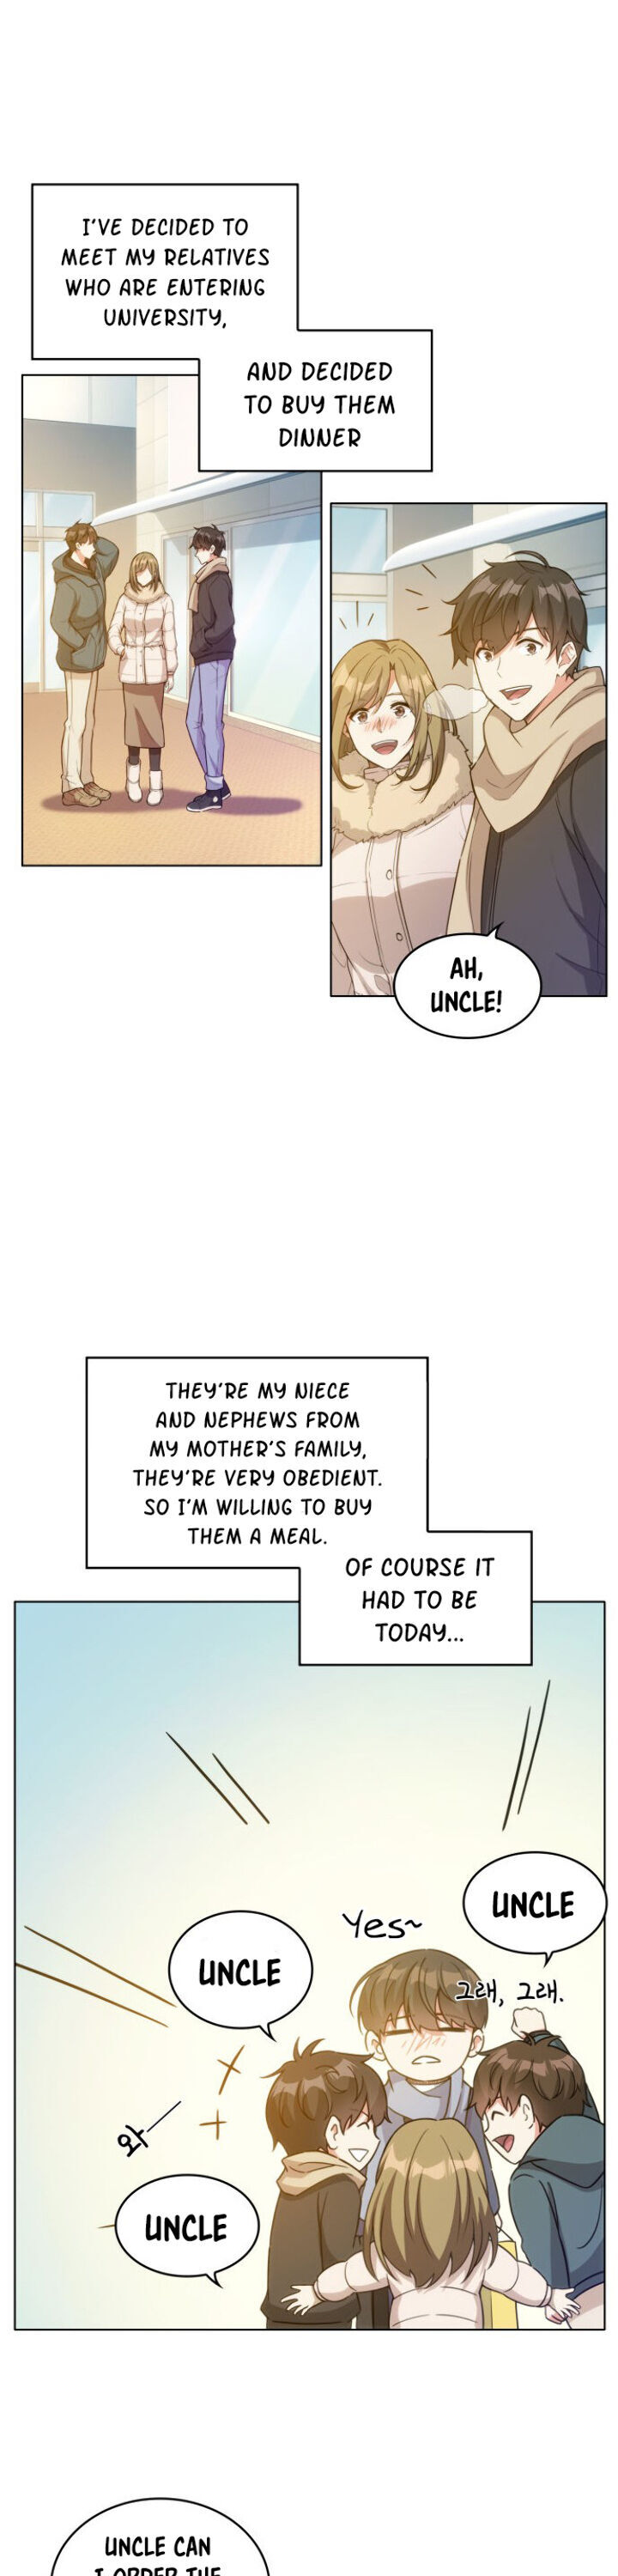 I'VE DECIDED TO
MEET MY RELATIVES
WHO ARE ENTERING
UNIVERSITY,
AND DECIDED
TO BUY THEM
DINNER
AH,
UNCLE!
THEY'RE MY NIECE
AND NEPHEWS FROM
MY MOTHER'S FAMILY,
THEY'RE VERY OBEDIENT.
SO I'M WILLING TO BUY
THEM A MEAL.
OF COURSE IT
HAD TO BE
TODAY...
UNCLE
Yes~
UNCLE
그래, 그래.
와
UNCLE
UNCLE CAN
I ORDER THE